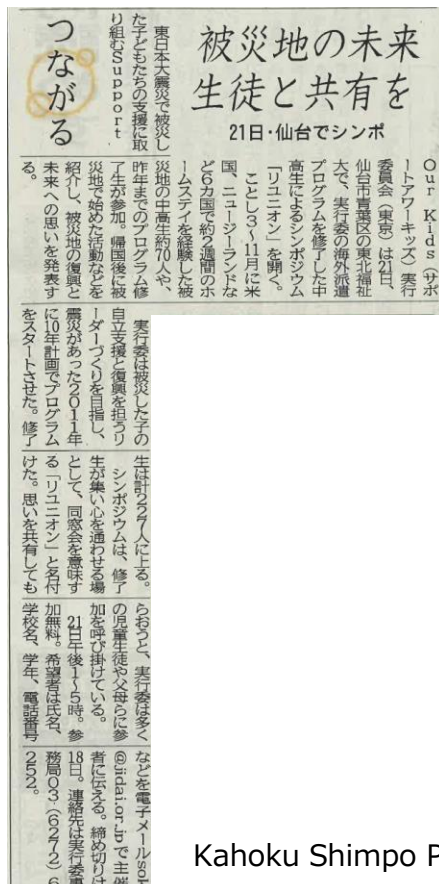 被災地の未来
生徒と共有を
21日・仙台でシンポ
つながる
東日本大震災で被災し
た子どもたちの支援に取
り組むSupport
Our Kids(サポ
ートアワーキッズ)実行
委員会(東京)は21日、
仙台市青葉区の東北福祉
大で、実行委の海外派遣
プログラムを修了した中
高生によるシンポジウム
「リユニオン」を開く。
ことし3〜11月に米
国、ニュージーランドな
ど6カ国で約2週間のホ
ームステイを経験した被
災地の中高生約70人や、
昨年までのプログラム修
了生が参加。帰国後に被
災地で始めた活動などを
紹介し、被災地の復興と
未来への思いを発表す
る。
実行委は被災した子の
自立支援と復興を担うリ
ーダーづくりを目指し、
震災があった2011年
に10年計画でプログラム
をスタートさせた。修了
生は計227人に上る。
シンポジウムは、修了
生が集い心を通わせる場
として、同窓会を意味す
る「リユニオン」と名付
けた。思いを共有しても
らおうと、実行委は多く
の児童生徒や父母らに参
加を呼び掛けている。
21日午後1〜5時。参
加無料。希望者は氏名、
学校名、学年、電話番号
などを電子メールsok
@jidai.or.jpで主催
者に伝える。締め切りは
18日。連絡先は実行委事
務局03(6272)6
252。
Kahoku Shimpo P